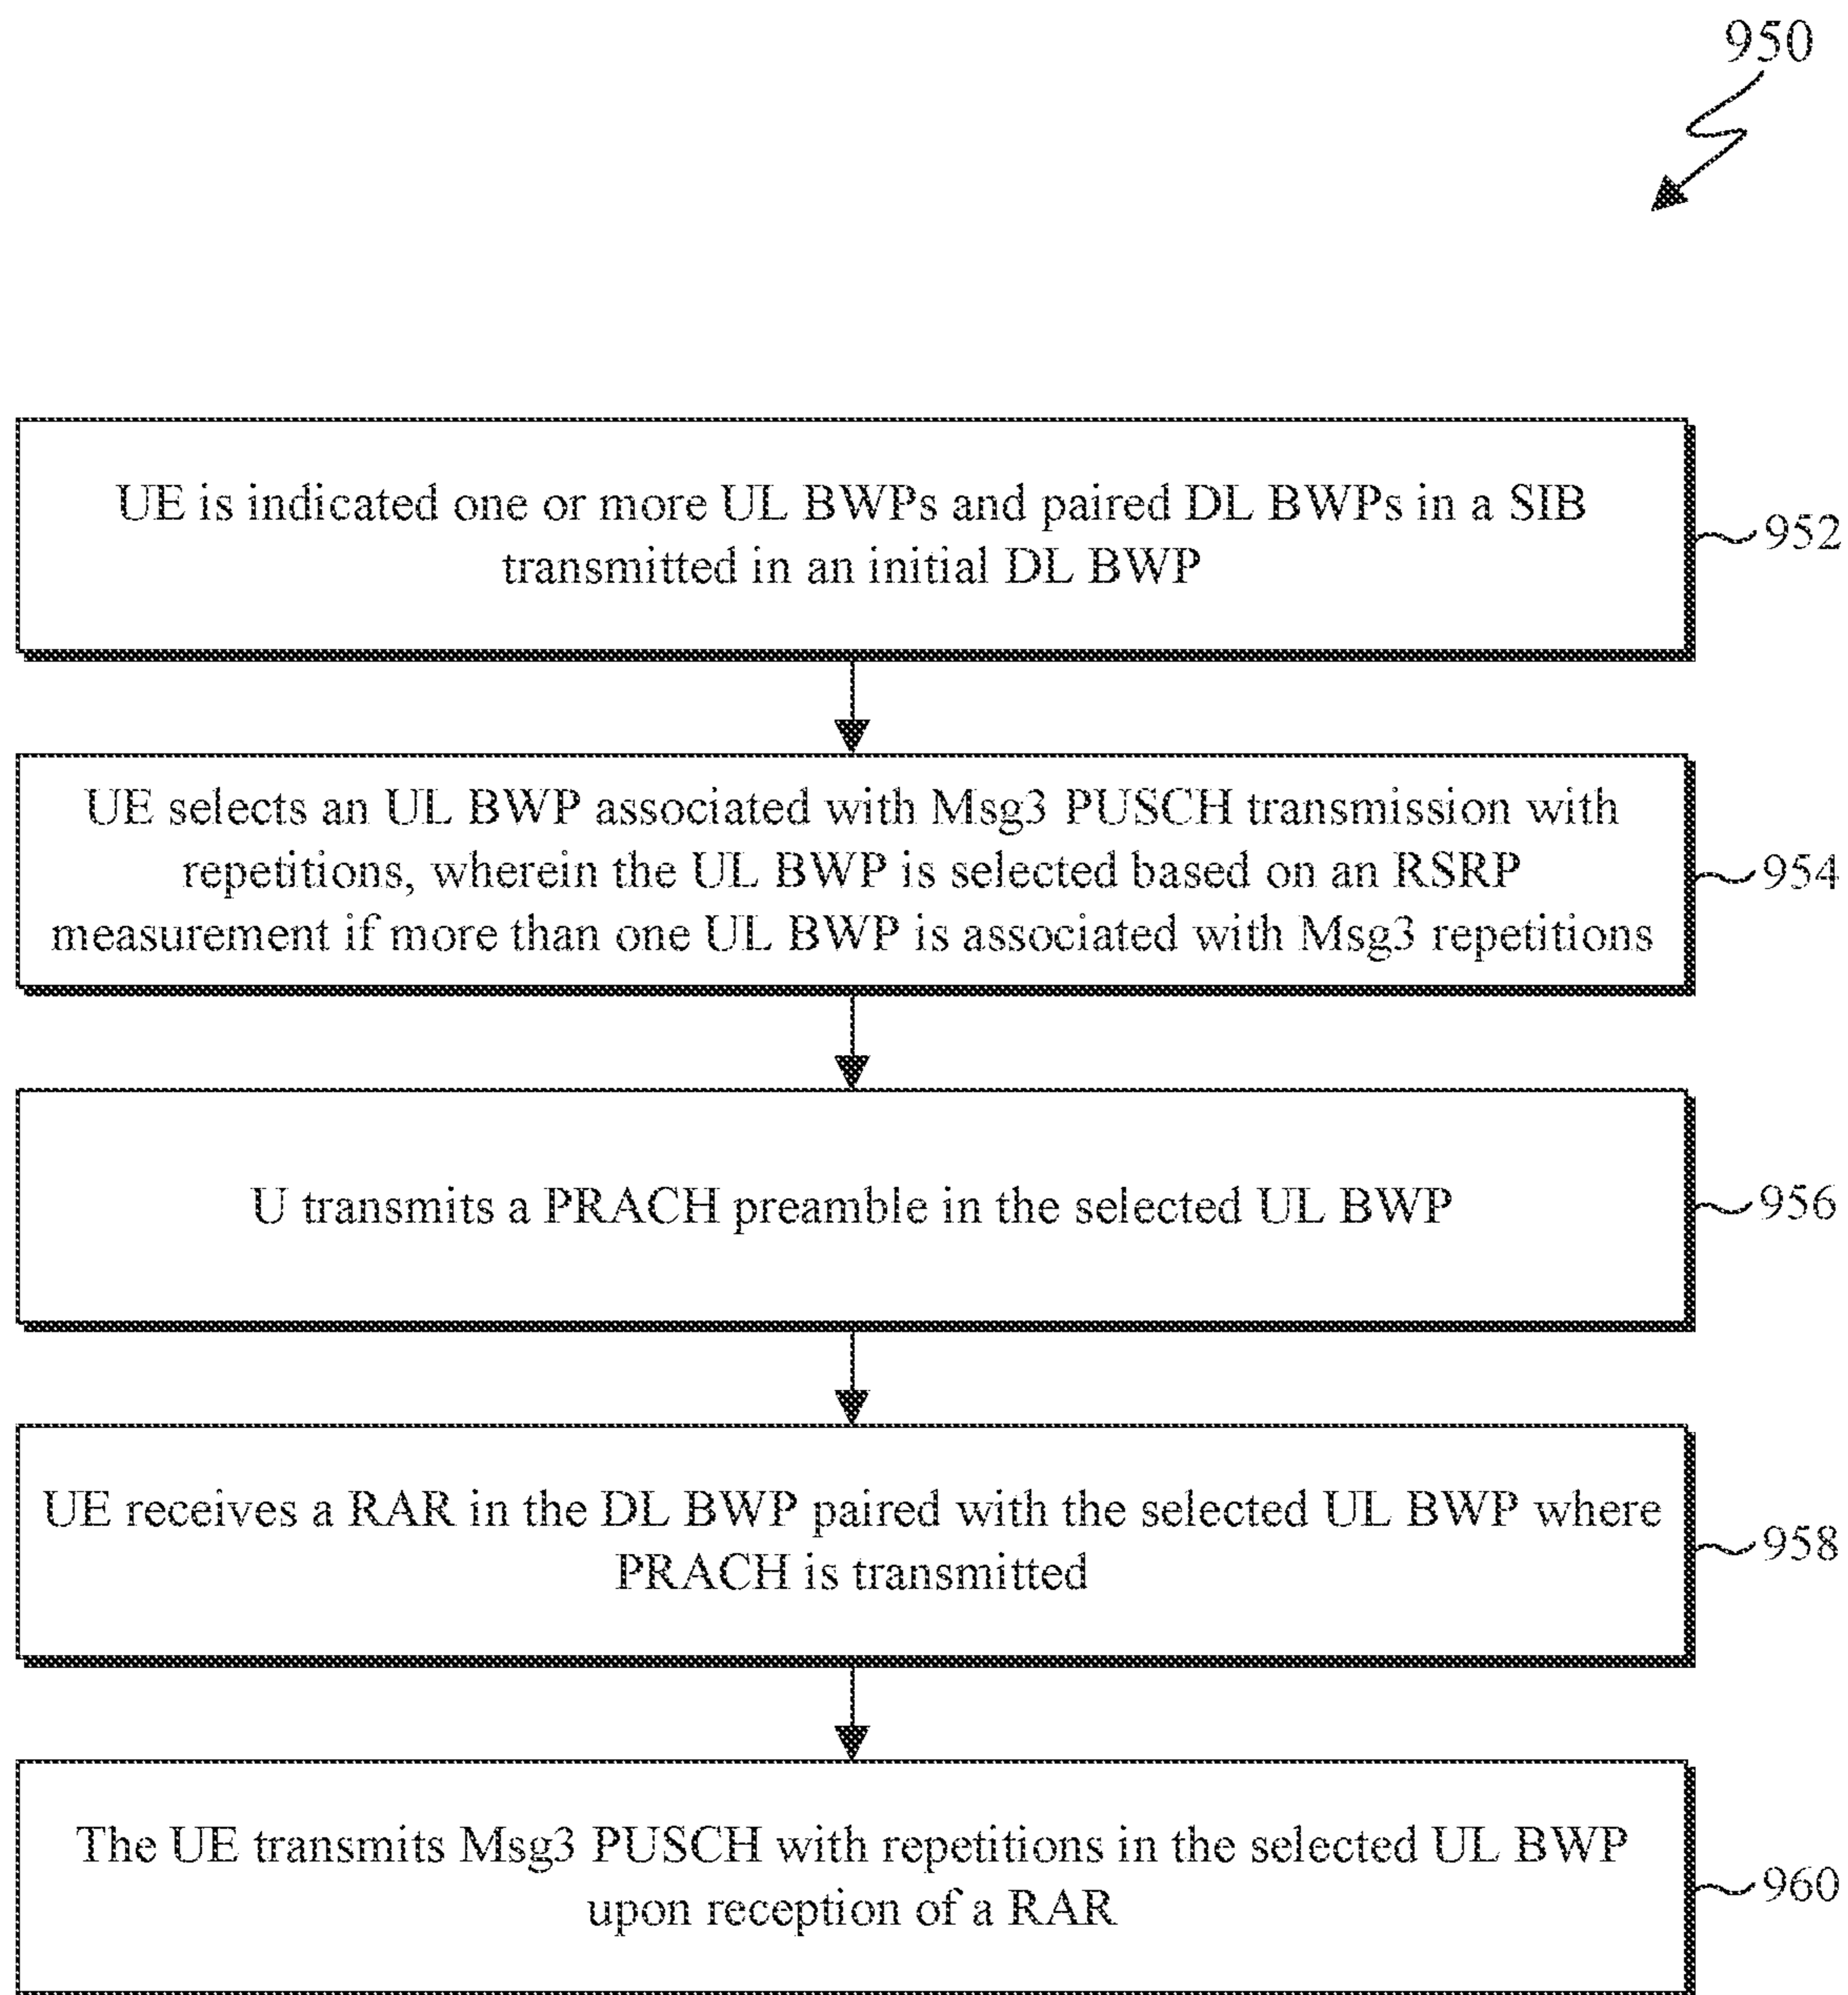 950
UE is indicated one or more UL BWPs and paired DL BWPs in a SIB
transmitted in an initial DL BWP
952
UE selects an UL BWP associated with Msg3 PUSCH transmission with
repetitions, wherein the UL BWP is selected based on an RSRP
measurement if more than one UL BWP is associated with Msg3 repetitions
954
U transmits a PRACH preamble in the selected UL BWP
956
UE receives a RAR in the DL BWP paired with the selected UL BWP where
PRACH is transmitted
958
The UE transmits Msg3 PUSCH with repetitions in the selected UL BWP
upon reception of a RAR
960